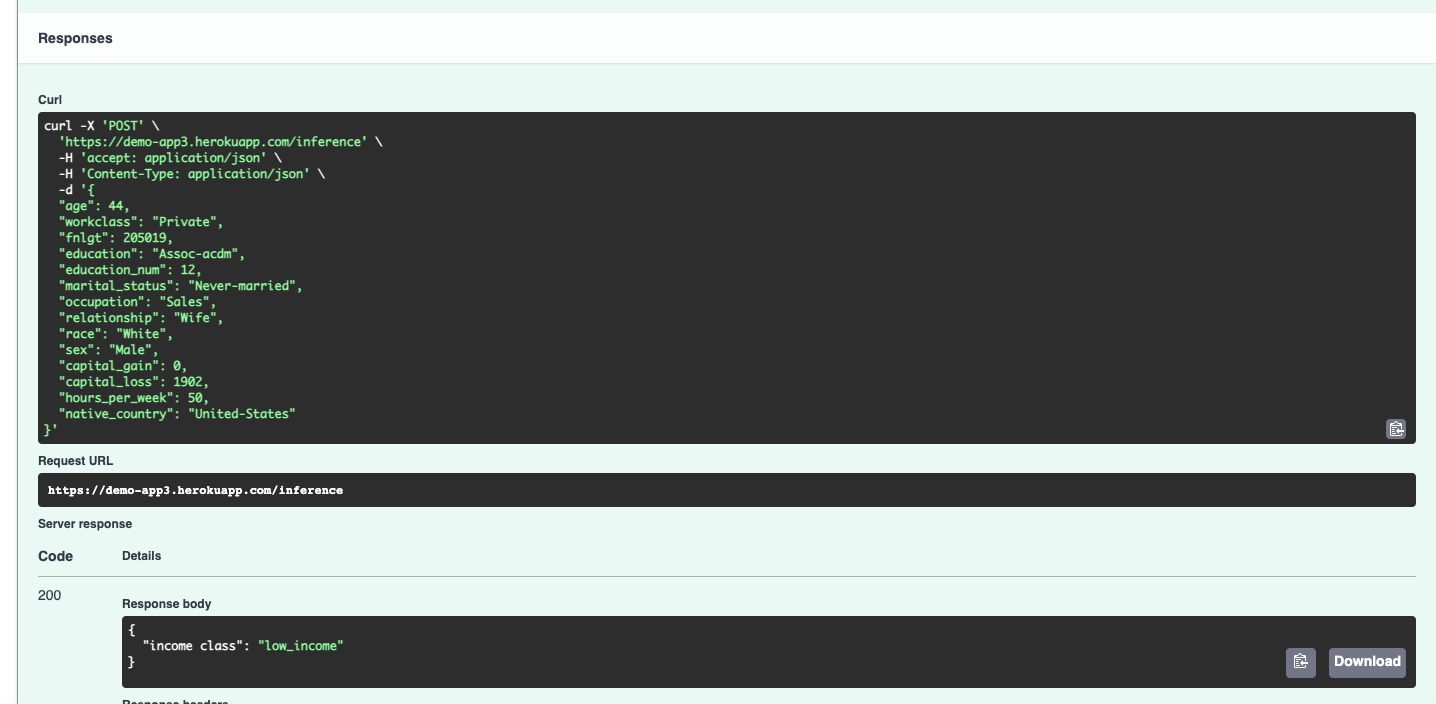 Responses
Curl
curl -X 'POST' \
'https://demo-app3.herokuapp.com/inference' \
-H 'accept: application/json' \
-H 'Content-Type: application/json' \
-d '{
"age": 44,
"workclass": "Private",
"fnlgt": 205019,
"education": "Assoc-acdm",
"education_num": 12,
"marital_status": "Never-married",
"occupation": "Sales",
"relationship": "Wife",
"race": "White",
"sex": "Male",
"capital_gain": 0,
"capital_loss": 1902,
"hours_per_week": 50,
"native_country": "United-States"
}'
Request URL
https://demo-app3.herokuapp.com/inference
Server response
Code Details
200
Response body
{
"income class": "low_income"
}
Download
Response headers